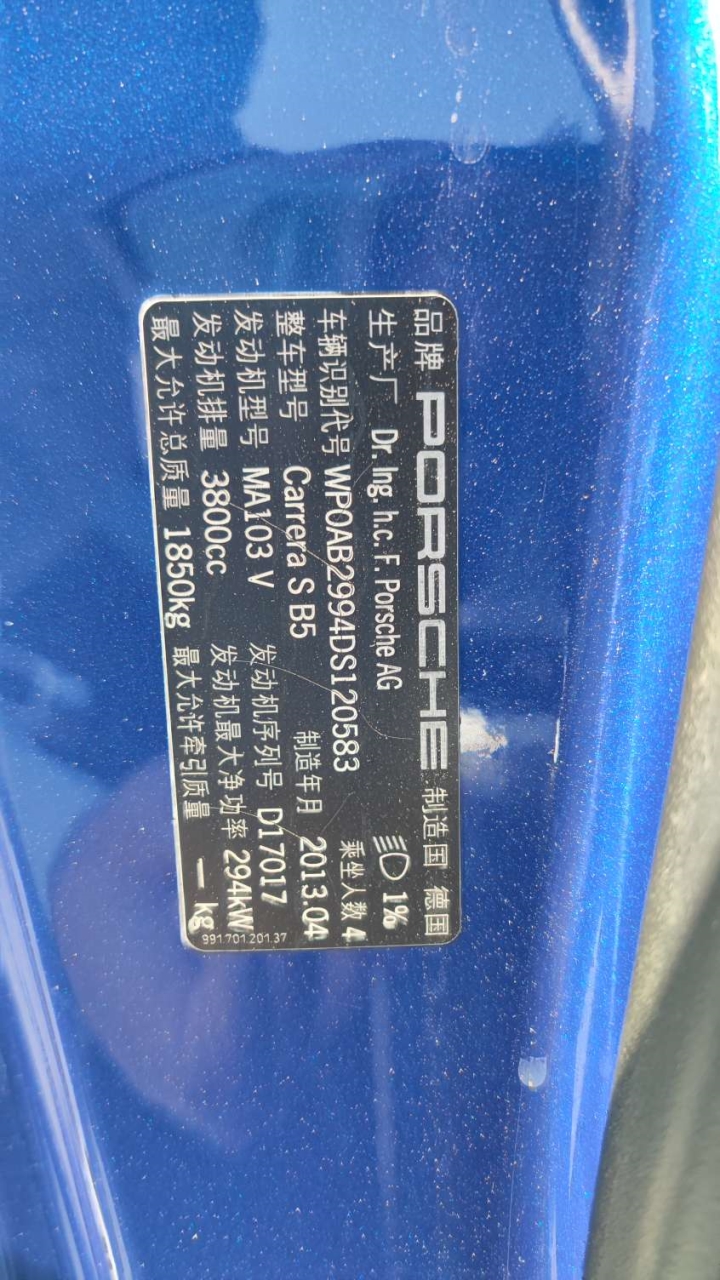 品牌 PORSCHE 制造国 德国
生产厂 Dr. Ing. h.c. F. Porsche AG 1%
车辆识别代号 WP0AB2994DS120583 乘坐人数 4
整车型号 Carrera S B5 制造年月 2013.04
发动机型号 MA103 V 发动机序列号 D17017
发动机排量 3800cc 发动机最大净功率 294kW
最大允许总质量 1850kg 最大允许牵引质量 — kg
991.701.201.37